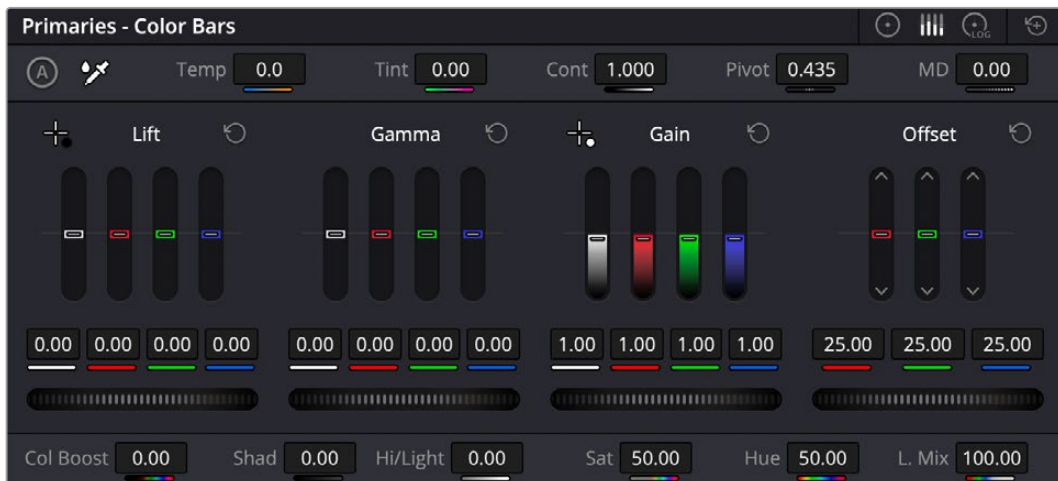 Primaries - Color Bars
LOG
A Temp 0.0 Tint 0.00 Cont 1.000 Pivot 0.435 MD 0.00
Lift Gamma Gain Offset
0.00 0.00 0.00 0.00 0.00 0.00 0.00 0.00 1.00 1.00 1.00 1.00 25.00 25.00 25.00
Col Boost 0.00 Shad 0.00 Hi/Light 0.00 Sat 50.00 Hue 50.00 L. Mix 100.00